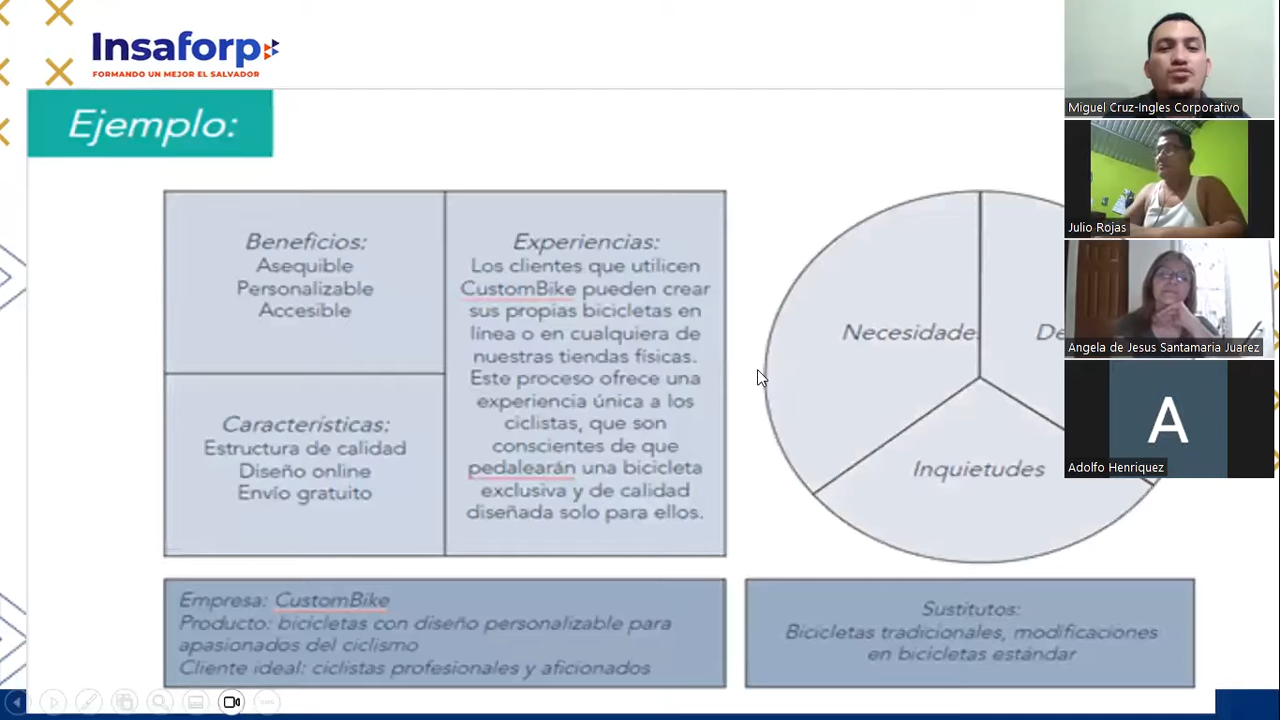 Insaforp
FORMANDO UN MEJOR EL SALVADOR
Ejemplo:
Beneficios:
Asequible
Personalizable
Accesible
Características:
Estructura de calidad
Diseño online
Envío gratuito
Experiencias:
Los clientes que utilicen
CustomBike pueden crear
sus propias bicicletas en
línea o en cualquiera de
nuestras tiendas físicas.
Este proceso ofrece una
experiencia única a los
ciclistas, que son
conscientes de que
pedalearán una bicicleta
exclusiva y de calidad
diseñada solo para ellos.
Necesidade
De
Inquietudes
Empresa: CustomBike
Producto: bicicletas con diseño personalizable para
apasionados del ciclismo
Cliente ideal: ciclistas profesionales y aficionados
Sustitutos:
Bicicletas tradicionales, modificaciones
en bicicletas estándar
Miguel Cruz-Ingles Corporativo
Julio Rojas
Angela de Jesus Santamaria Juarez
A
Adolfo Henriquez